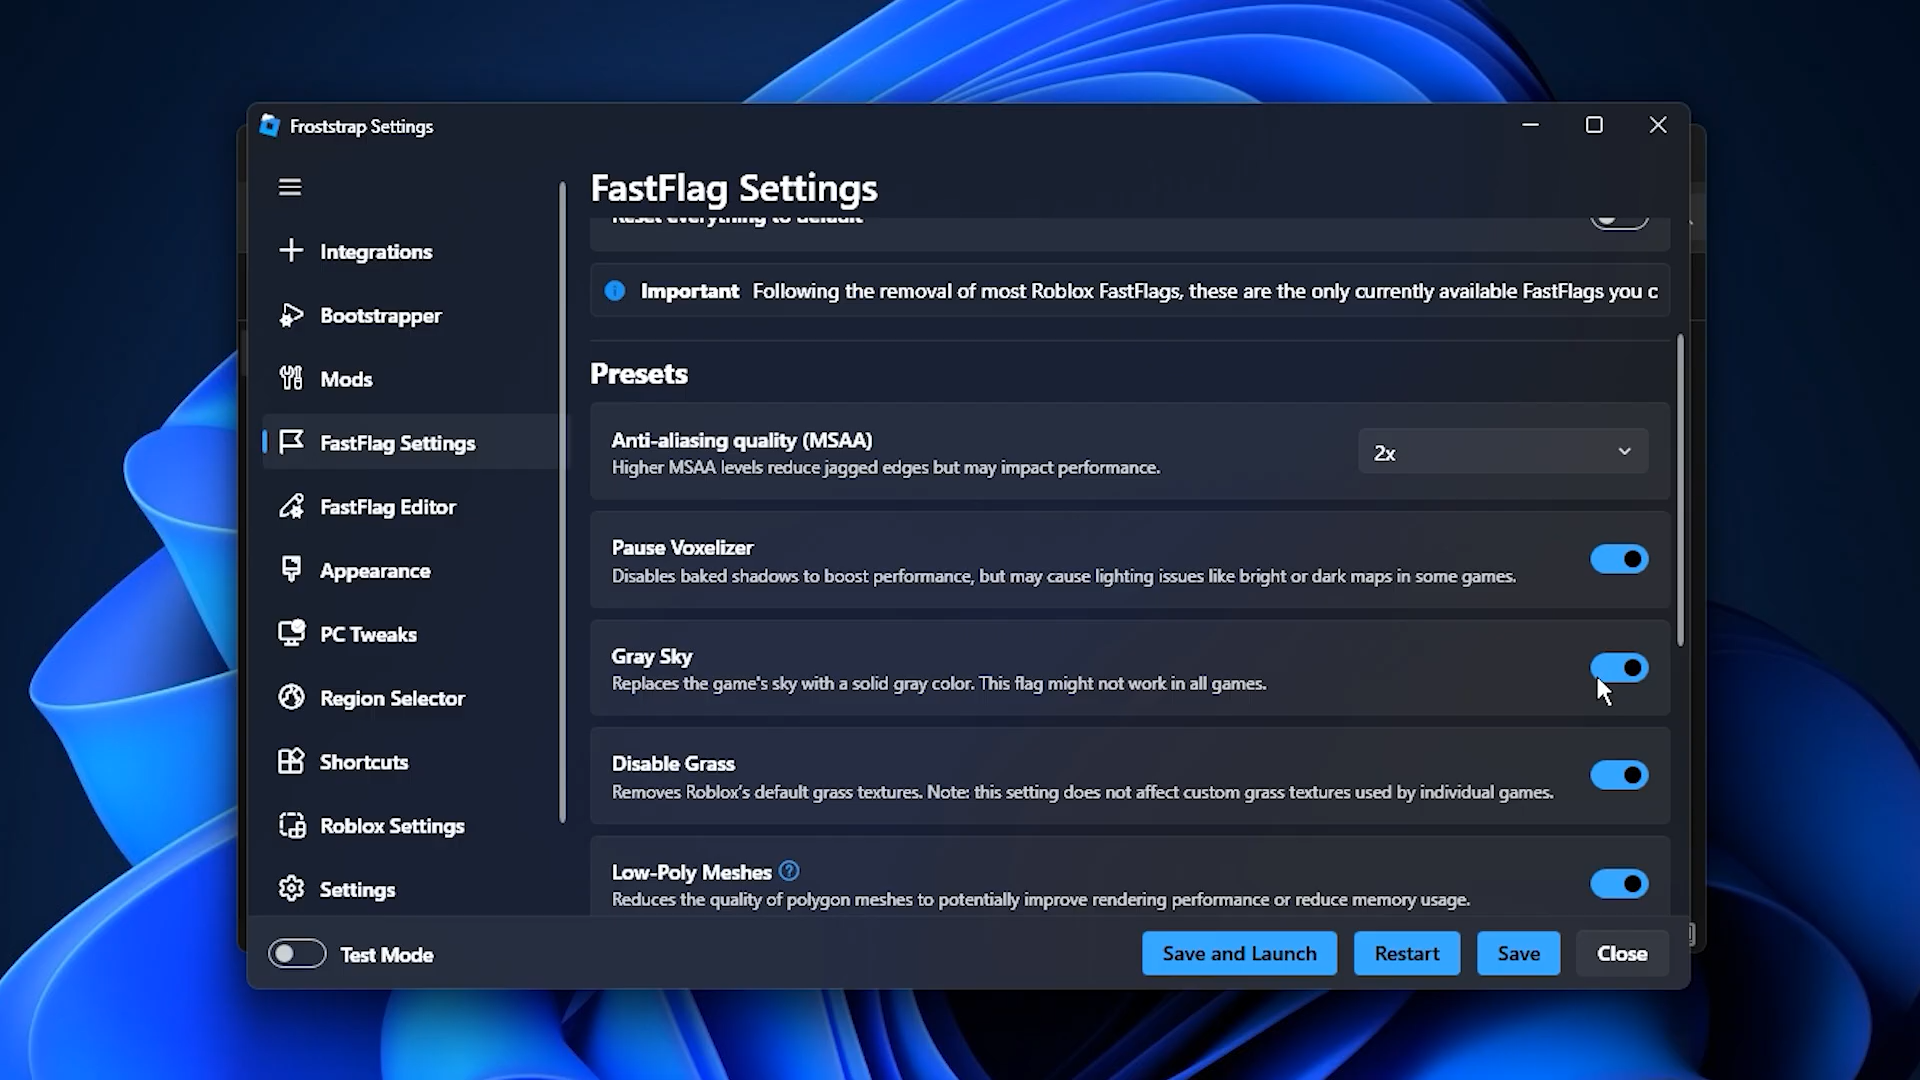 Froststrap Settings
Integrations
Bootstrapper
Mods
FastFlag Settings
FastFlag Editor
Appearance
PC Tweaks
Region Selector
Shortcuts
Roblox Settings
Settings
FastFlag Settings
Reset everything to default
Important Following the removal of most Roblox FastFlags, these are the only currently available FastFlags you c
Presets
Anti-aliasing quality (MSAA)
Higher MSAA levels reduce jagged edges but may impact performance.
2x
Pause Voxelizer
Disables baked shadows to boost performance, but may cause lighting issues like bright or dark maps in some games.
Gray Sky
Replaces the game's sky with a solid gray color. This flag might not work in all games.
Disable Grass
Removes Roblox's default grass textures. Note: this setting does not affect custom grass textures used by individual games.
Low-Poly Meshes
Reduces the quality of polygon meshes to potentially improve rendering performance or reduce memory usage.
Test Mode
Save and Launch
Restart
Save
Close